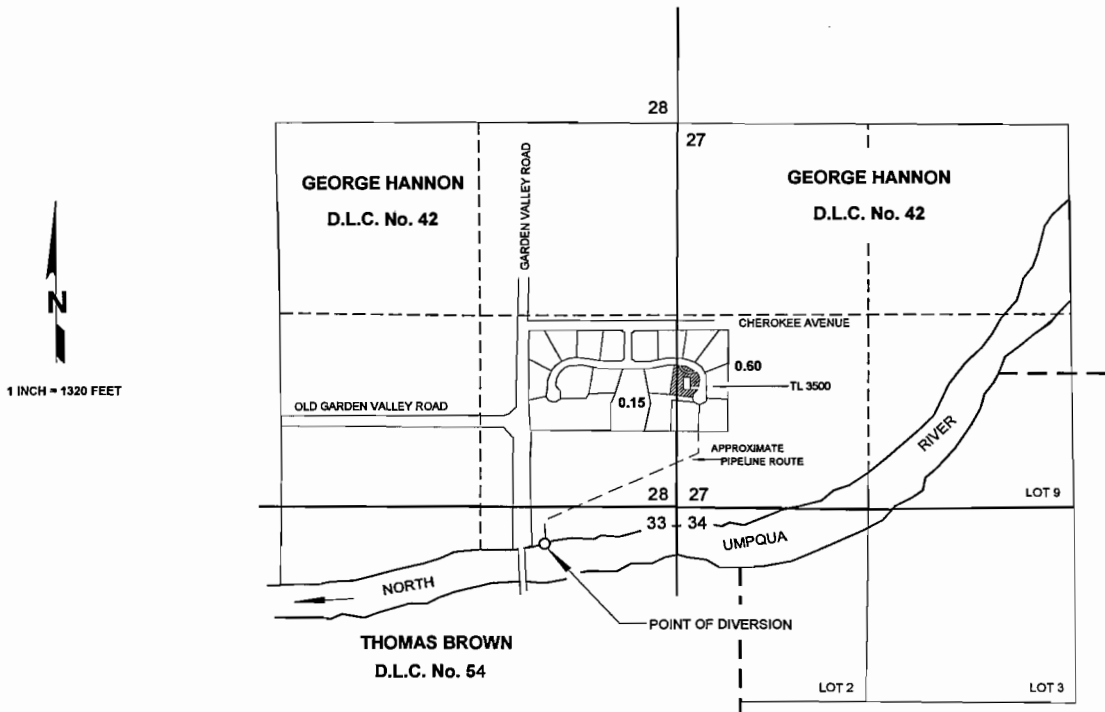 28
27
GEORGE HANNON
D.L.C. No. 42
GARDEN VALLEY ROAD
GEORGE HANNON
D.L.C. No. 42
N
1 INCH = 1320 FEET
CHEROKEE AVENUE
0.60
TL 3500
0.15
OLD GARDEN VALLEY ROAD
APPROXIMATE
PIPELINE ROUTE
RIVER
28 27
LOT 9
33 34
UMPQUA
NORTH
POINT OF DIVERSION
THOMAS BROWN
D.L.C. No. 54
LOT 2
LOT 3